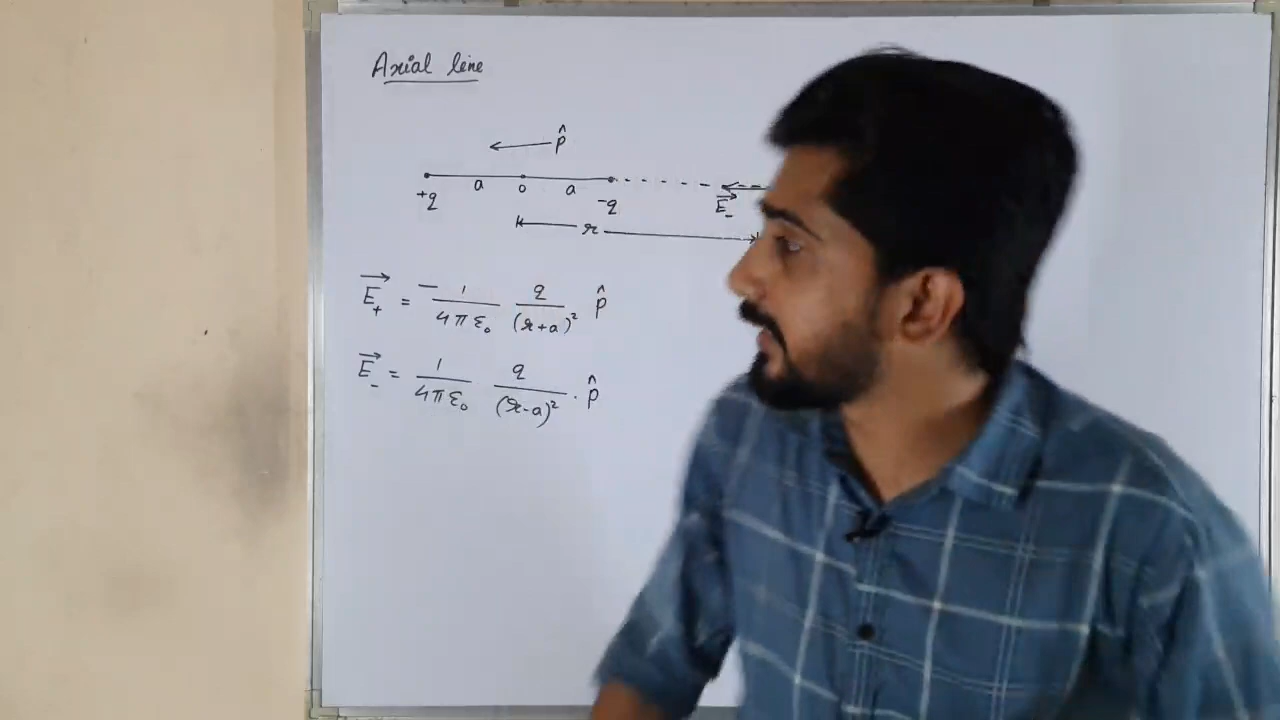 Axial line
p̂
a o a
+q -q E⃗₋
r
E⃗₊ = - 1/4πε₀ q/(r+a)² p̂
E⃗₋ = 1/4πε₀ q/(r-a)² . p̂